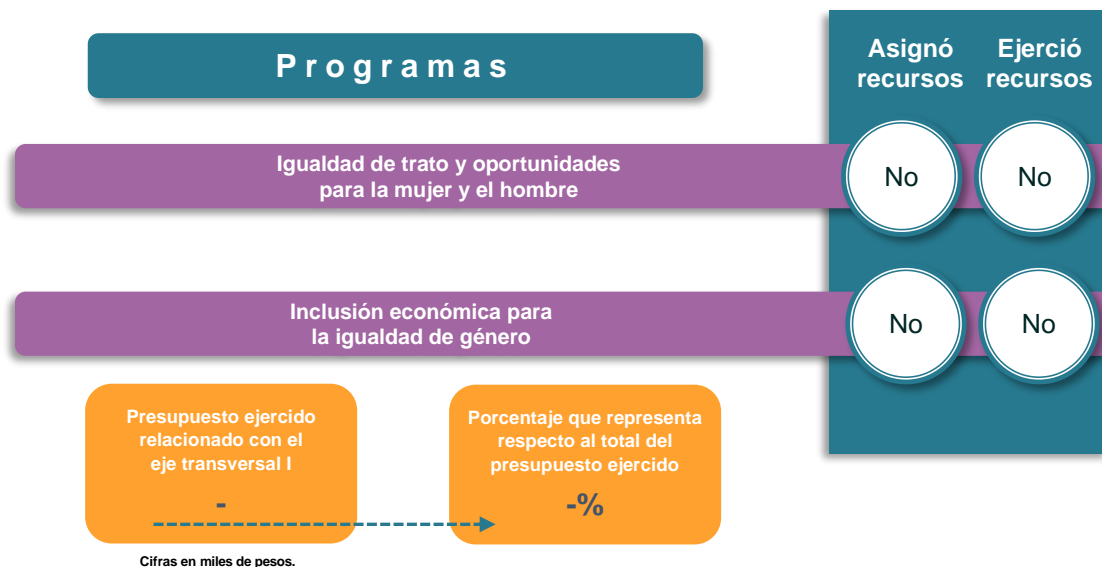 Programas
Asignó
recursos
Ejerció
recursos
Igualdad de trato y oportunidades
para la mujer y el hombre
No
No
Inclusión económica para
la igualdad de género
No
No
Presupuesto ejercido
relacionado con el
eje transversal I
-
Porcentaje que representa
respecto al total del
presupuesto ejercido
-%
Cifras en miles de pesos.